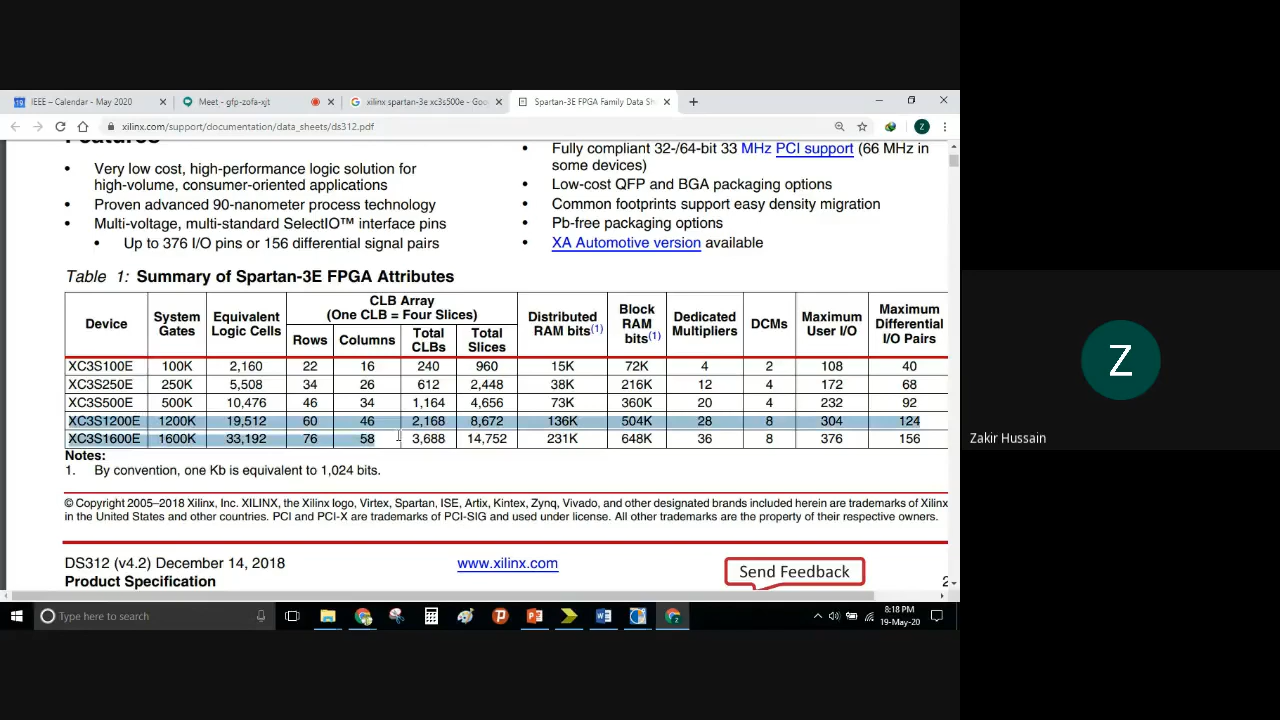 IEEE – Calendar - May 2020
Meet - gfp-zofa-xjt
xilinx spartan-3e xc3s500e - Goo
Spartan-3E FPGA Family Data Sh
xilinx.com/support/documentation/data_sheets/ds312.pdf
Z
• Very low cost, high-performance logic solution for
high-volume, consumer-oriented applications
• Proven advanced 90-nanometer process technology
• Multi-voltage, multi-standard SelectIO™ interface pins
• Up to 376 I/O pins or 156 differential signal pairs
• Fully compliant 32-/64-bit 33 MHz PCI support (66 MHz in
some devices)
• Low-cost QFP and BGA packaging options
• Common footprints support easy density migration
• Pb-free packaging options
• XA Automotive version available
Table 1: Summary of Spartan-3E FPGA Attributes
Device System Gates Equivalent Logic Cells CLB Array (One CLB = Four Slices) Distributed RAM bits(1) Block RAM bits(1) Dedicated Multipliers DCMs Maximum User I/O Maximum Differential I/O Pairs
Rows Columns Total CLBs Total Slices
XC3S100E 100K 2,160 22 16 240 960 15K 72K 4 2 108 40
XC3S250E 250K 5,508 34 26 612 2,448 38K 216K 12 4 172 68
XC3S500E 500K 10,476 46 34 1,164 4,656 73K 360K 20 4 232 92
XC3S1200E 1200K 19,512 60 46 2,168 8,672 136K 504K 28 8 304 124
XC3S1600E 1600K 33,192 76 58 3,688 14,752 231K 648K 36 8 376 156
Notes:
1. By convention, one Kb is equivalent to 1,024 bits.
© Copyright 2005–2018 Xilinx, Inc. XILINX, the Xilinx logo, Virtex, Spartan, ISE, Artix, Kintex, Zynq, Vivado, and other designated brands included herein are trademarks of Xilinx
in the United States and other countries. PCI and PCI-X are trademarks of PCI-SIG and used under license. All other trademarks are the property of their respective owners.
DS312 (v4.2) December 14, 2018
www.xilinx.com
Send Feedback
Product Specification
2
Type here to search
8:18 PM
19-May-20
Z
Zakir Hussain